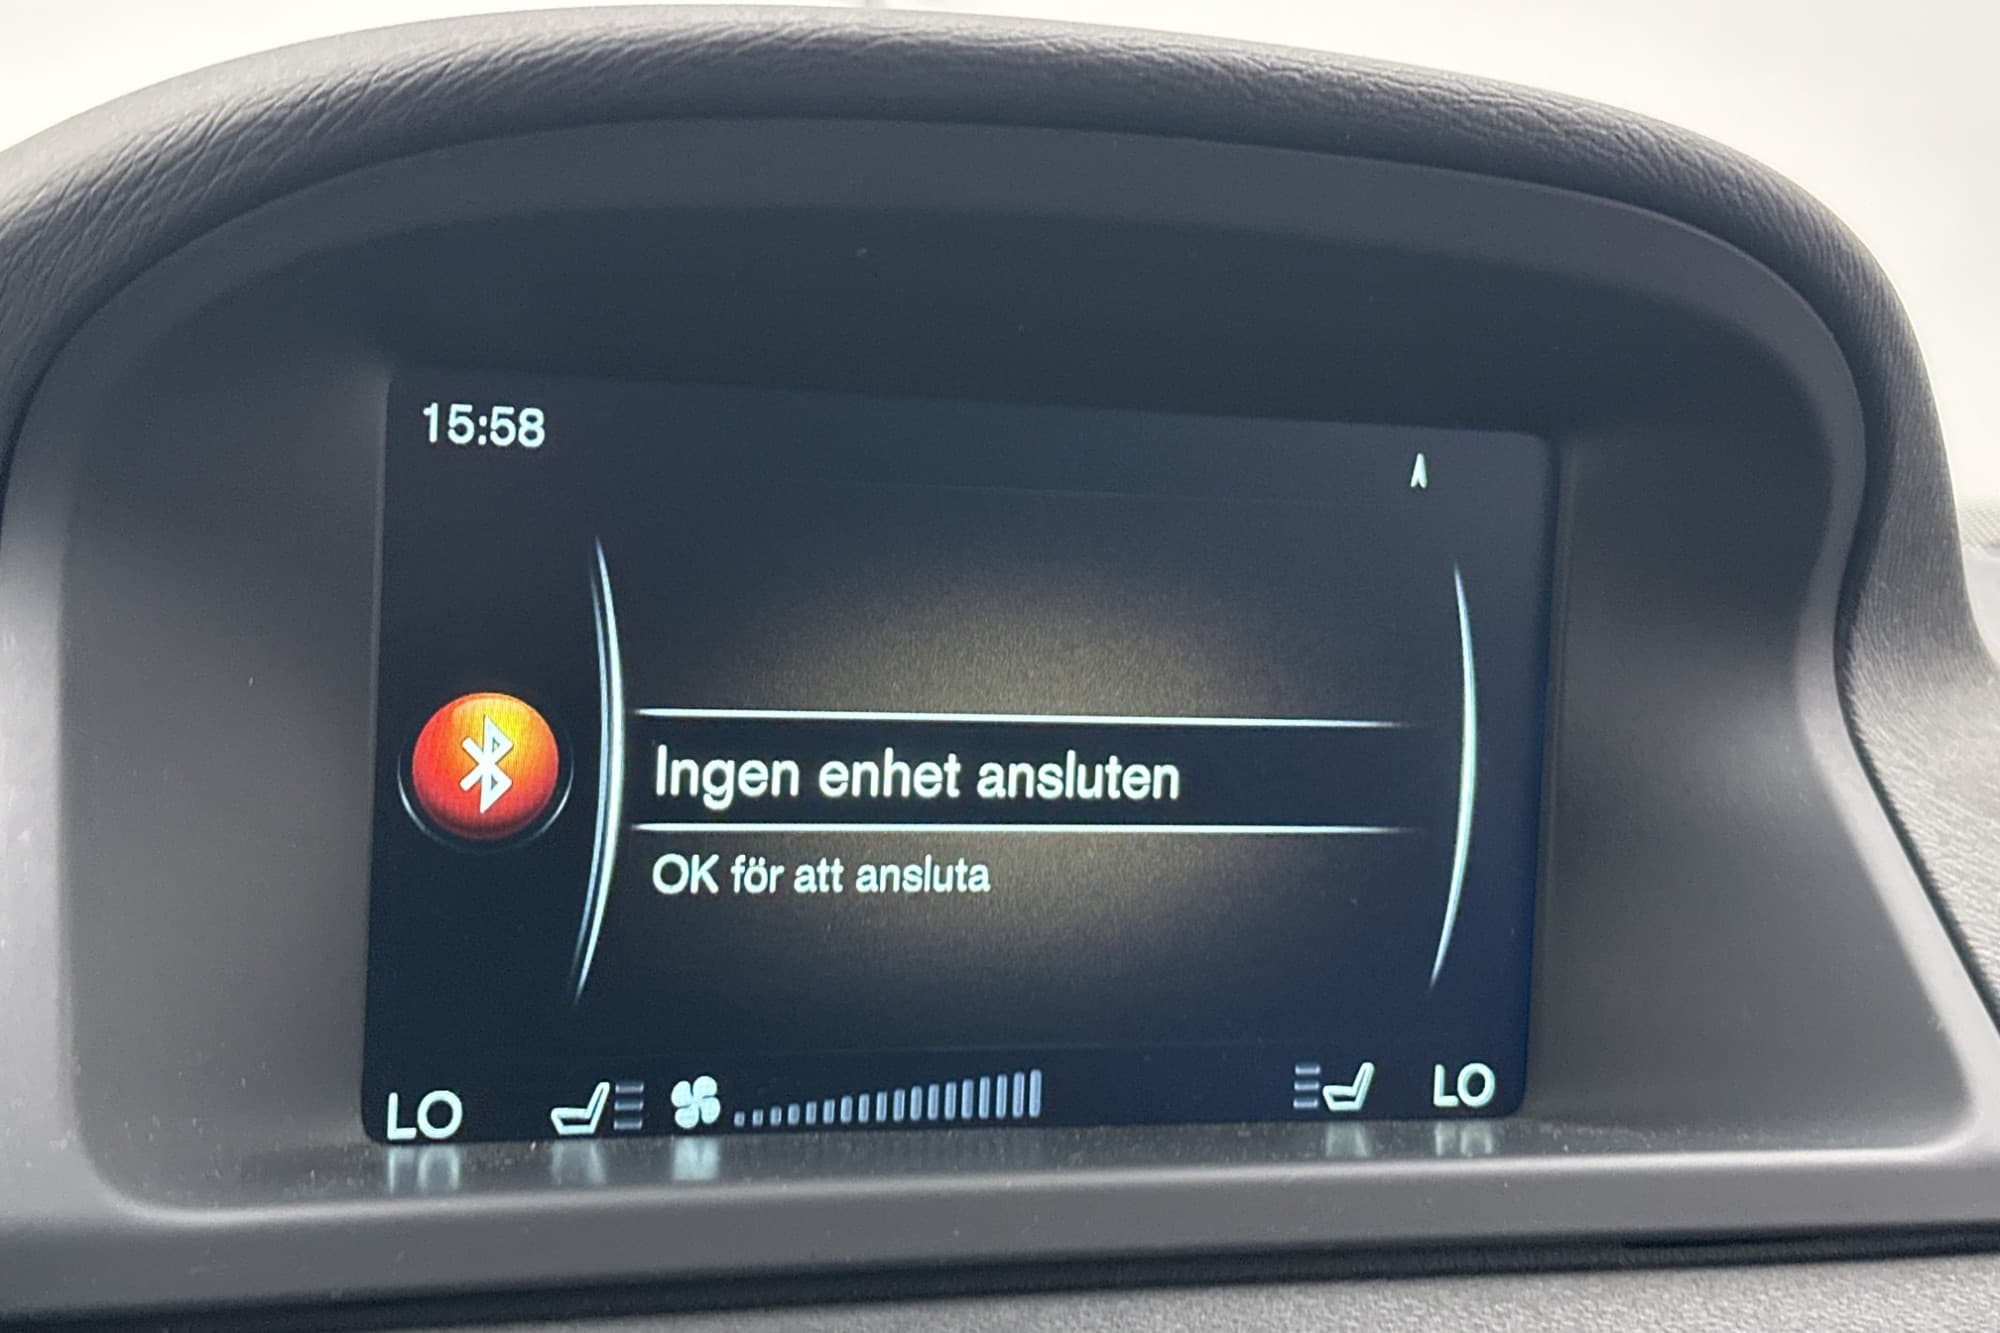 15:58
Ingen enhet ansluten
OK för att ansluta
LO LO